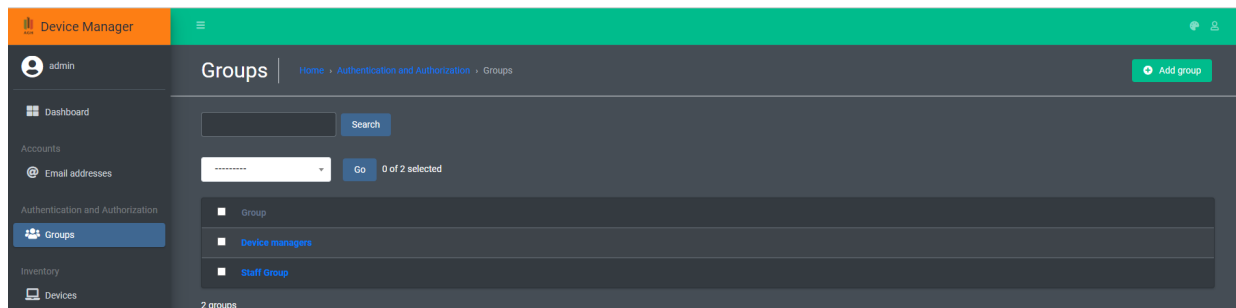 Device Manager
admin
Dashboard
Accounts
@ Email addresses
Authentication and Authorization
Groups
Inventory
Devices
Groups
Home › Authentication and Authorization › Groups
Add group
Search
---------
Go
0 of 2 selected
Group
Device managers
Staff Group
2 groups